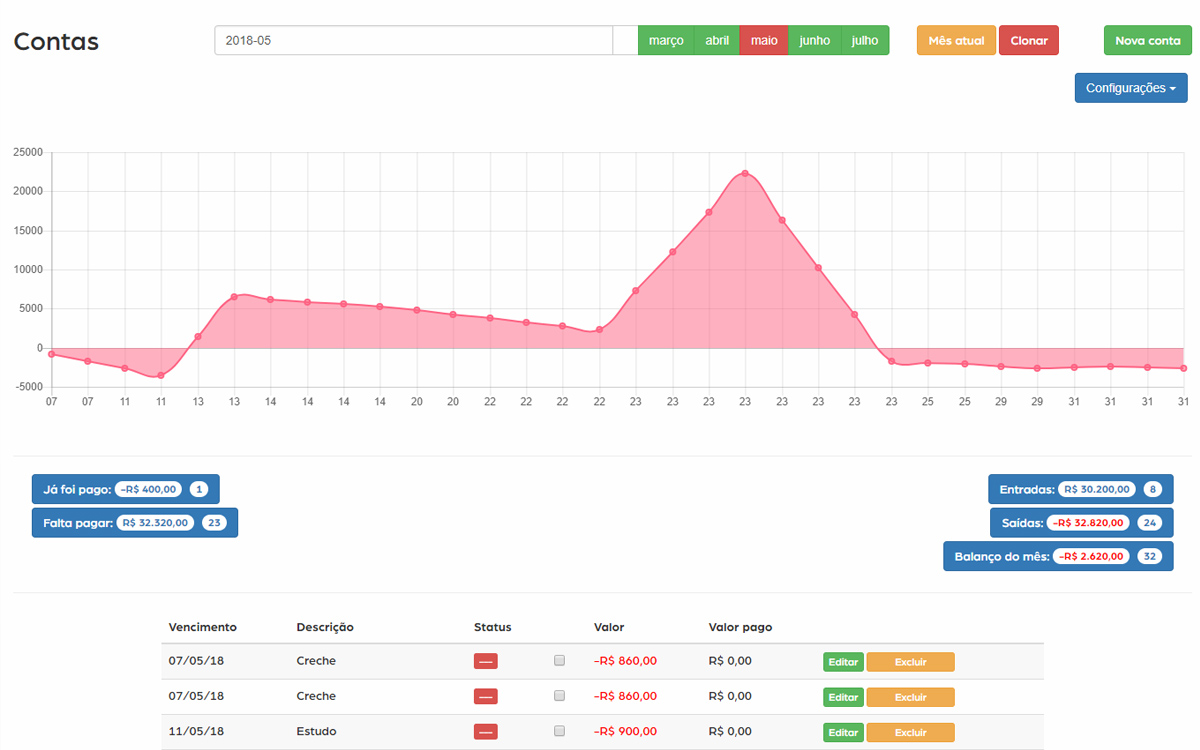 Contas
2018-05
março abril maio junho julho
Mês atual Clonar
Nova conta
Configurações
25000
20000
15000
10000
5000
0
-5000
07 07 11 11 13 13 14 14 14 14 20 20 22 22 22 22 23 23 23 23 23 23 23 23 25 25 29 29 31 31 31 31
Já foi pago: -R$ 400,00 1
Falta pagar: R$ 32.320,00 23
Entradas: R$ 30.200,00 8
Saídas: -R$ 32.820,00 24
Balanço do mês: -R$ 2.620,00 32
Vencimento Descrição Status Valor Valor pago
07/05/18 Creche — -R$ 860,00 R$ 0,00 Editar Excluir
07/05/18 Creche — -R$ 860,00 R$ 0,00 Editar Excluir
11/05/18 Estudo — -R$ 900,00 R$ 0,00 Editar Excluir